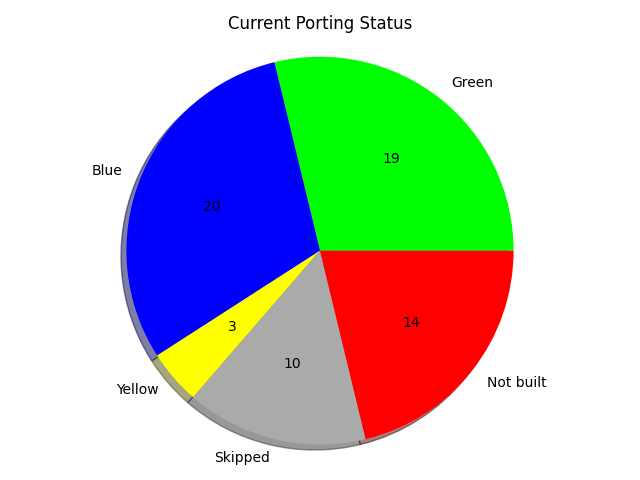 Current Porting Status
Green
19
Blue
20
3
Yellow
10
Skipped
14
Not built